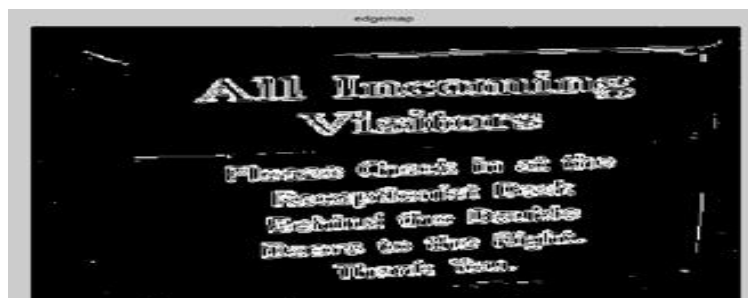 edgemap
All Incoming
Visitors
Please Check in at the
Receptionist Desk
Behind the Double
Doors to the Right.
Thank You.